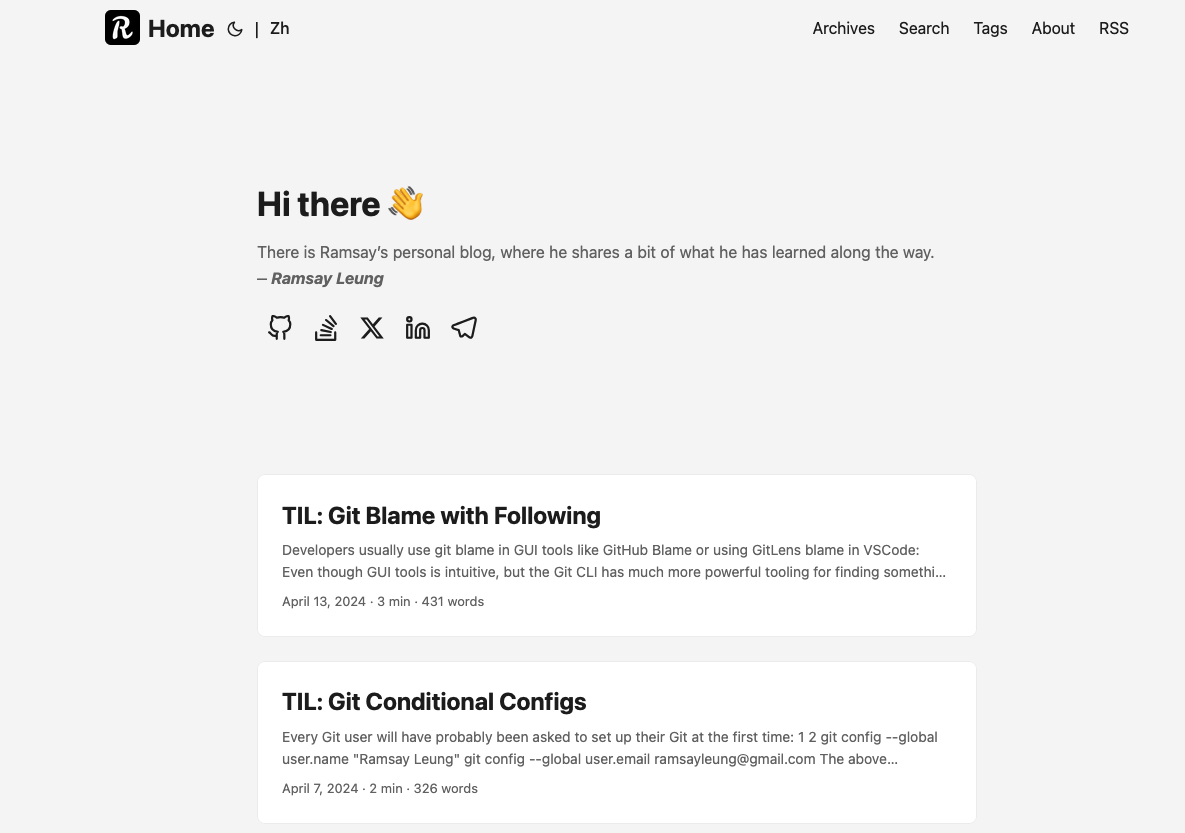 R Home | Zh Archives Search Tags About RSS
Hi there 👋
There is Ramsay’s personal blog, where he shares a bit of what he has learned along the way.
— Ramsay Leung
TIL: Git Blame with Following
Developers usually use git blame in GUI tools like GitHub Blame or using GitLens blame in VSCode:
Even though GUI tools is intuitive, but the Git CLI has much more powerful tooling for finding somethi...
April 13, 2024 · 3 min · 431 words
TIL: Git Conditional Configs
Every Git user will have probably been asked to set up their Git at the first time: 1 2 git config --global
user.name "Ramsay Leung" git config --global user.email ramsayleung@gmail.com The above...
April 7, 2024 · 2 min · 326 words